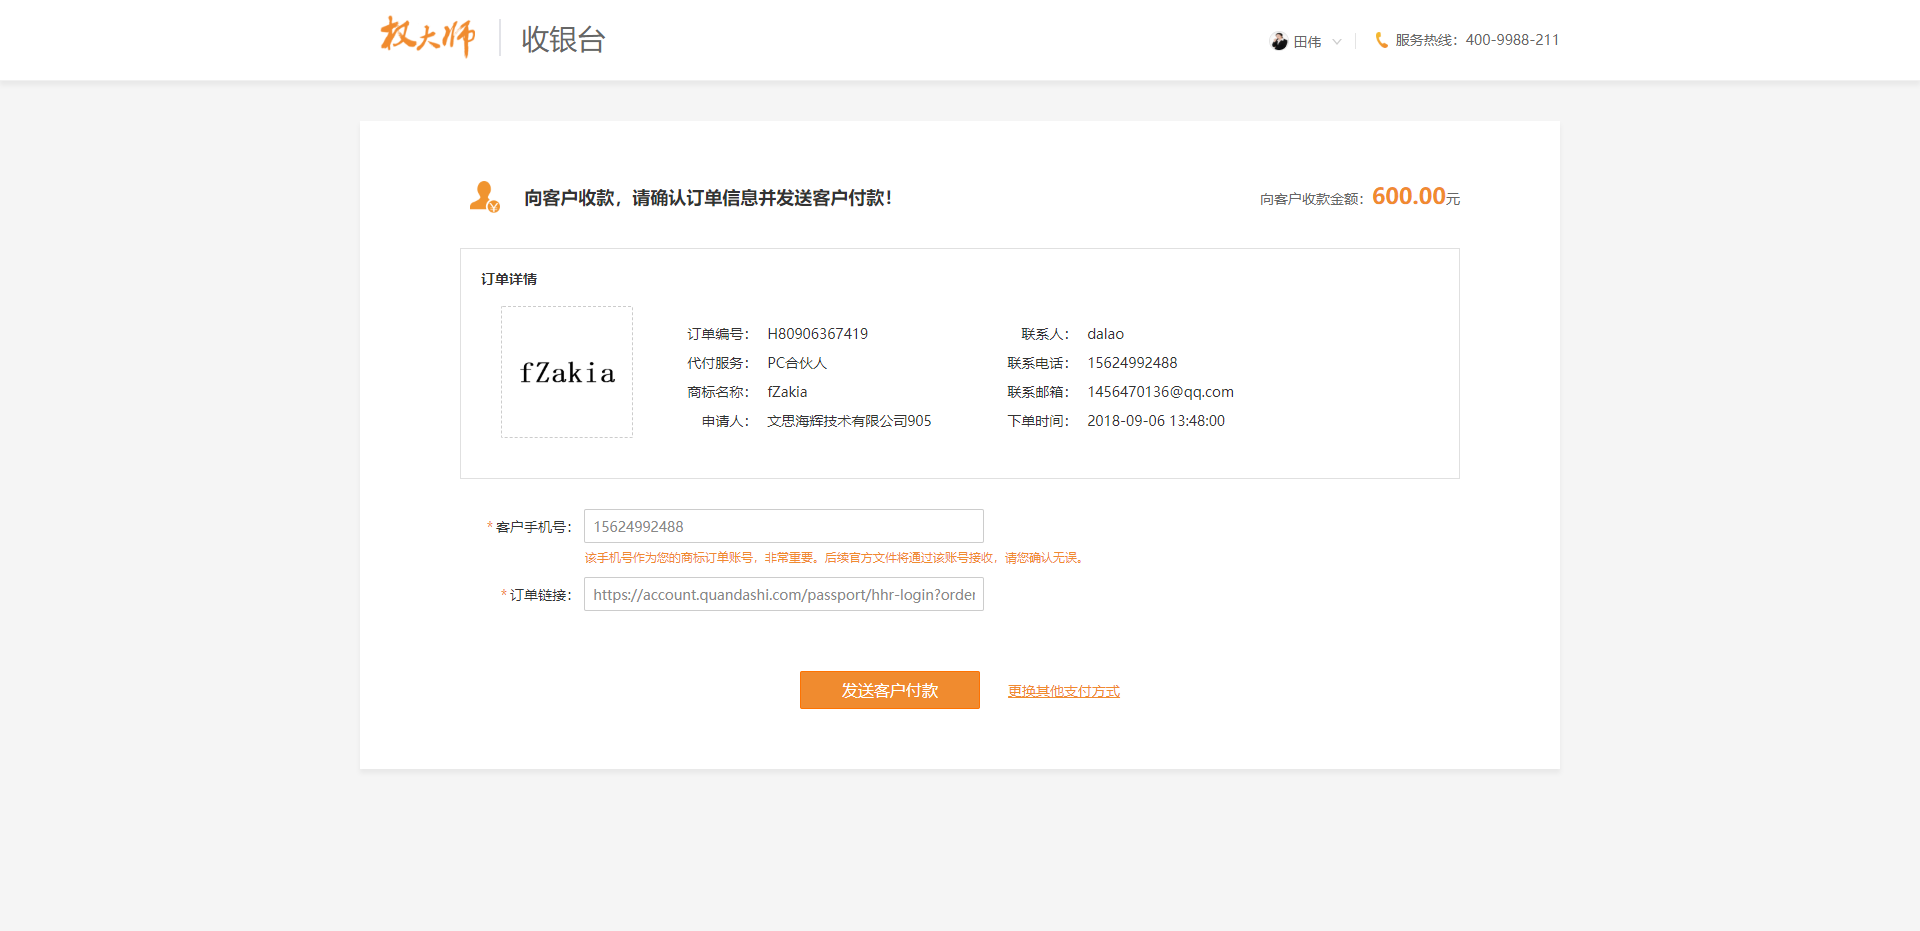 权大师 收银台 田伟 服务热线：400-9988-211
向客户收款，请确认订单信息并发送客户付款！ 向客户收款金额：600.00元
订单详情
fZakia
订单编号： H80906367419 联系人： dalao
代付服务： PC合伙人 联系电话： 15624992488
商标名称： fZakia 联系邮箱： 1456470136@qq.com
申请人： 文思海辉技术有限公司905 下单时间： 2018-09-06 13:48:00
*客户手机号： 15624992488
该手机号作为您的商标订单账号，非常重要。后续官方文件将通过该账号接收，请您确认无误。
*订单链接： https://account.quandashi.com/passport/hhr-login?order
发送客户付款 更换其他支付方式